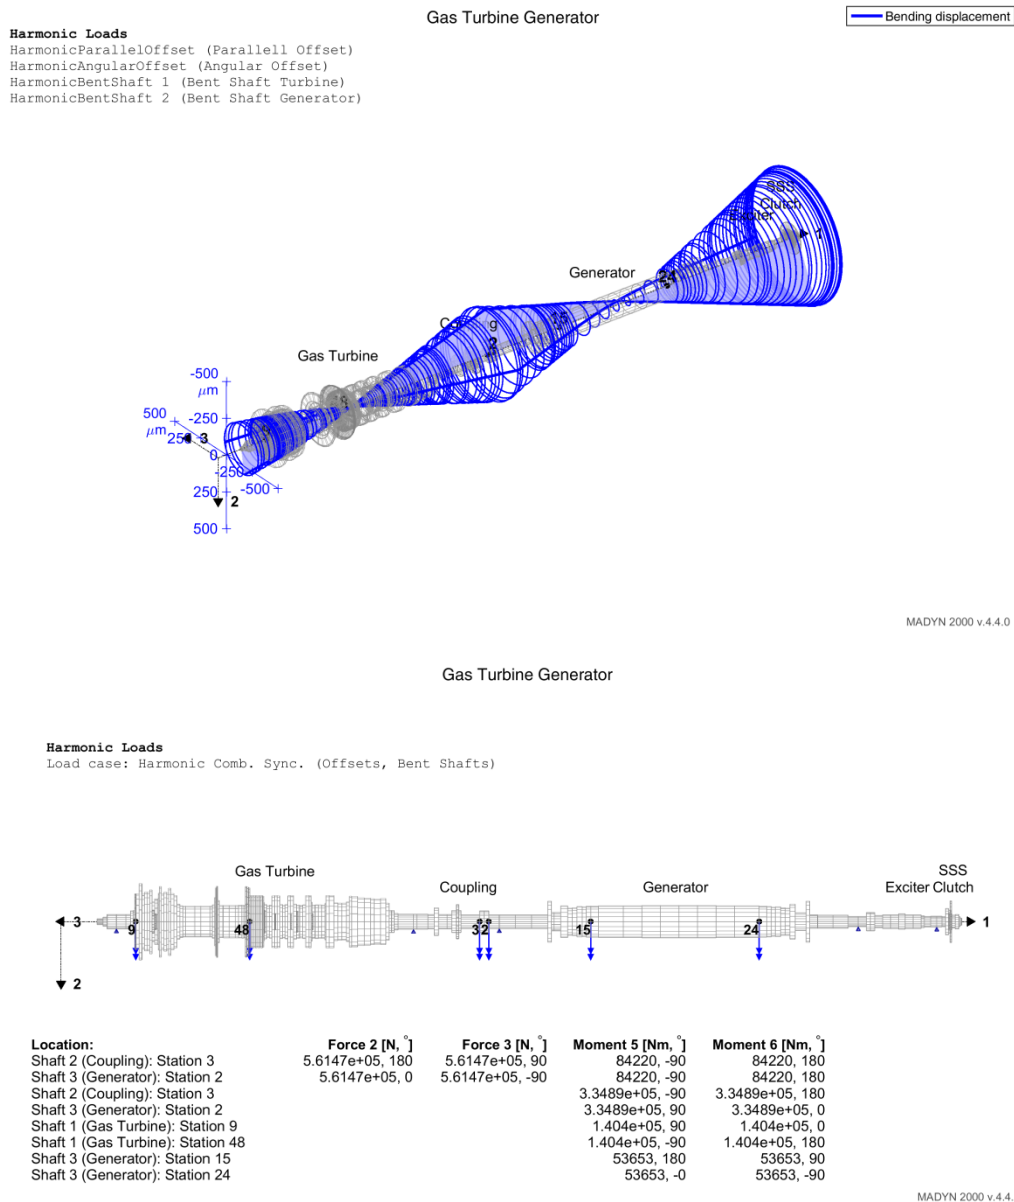 Gas Turbine Generator
Bending displacement
Harmonic Loads
HarmonicParallelOffset (Parallell Offset)
HarmonicAngularOffset (Angular Offset)
HarmonicBentShaft 1 (Bent Shaft Turbine)
HarmonicBentShaft 2 (Bent Shaft Generator)
SSS
Clutch
Exciter
1
Generator
24
15
2
Gas Turbine
-500
μm
500
μm
-250
250
3
0
-250
-500
250
2
500
MADYN 2000 v.4.4.0
Gas Turbine Generator
Harmonic Loads
Load case: Harmonic Comb. Sync. (Offsets, Bent Shafts)
Gas Turbine
Coupling
Generator
SSS
Exciter Clutch
3 9 48 32 15 24 1
2
Location: Force 2 [N, °] Force 3 [N, °] Moment 5 [Nm, °] Moment 6 [Nm, °]
Shaft 2 (Coupling): Station 3 5.6147e+05, 180 5.6147e+05, 90 84220, -90 84220, 180
Shaft 3 (Generator): Station 2 5.6147e+05, 0 5.6147e+05, -90 84220, -90 84220, 180
Shaft 2 (Coupling): Station 3 3.3489e+05, -90 3.3489e+05, 180
Shaft 3 (Generator): Station 2 3.3489e+05, 90 3.3489e+05, 0
Shaft 1 (Gas Turbine): Station 9 1.404e+05, 90 1.404e+05, 0
Shaft 1 (Gas Turbine): Station 48 1.404e+05, -90 1.404e+05, 180
Shaft 3 (Generator): Station 15 53653, 180 53653, 90
Shaft 3 (Generator): Station 24 53653, -0 53653, -90
MADYN 2000 v.4.4.